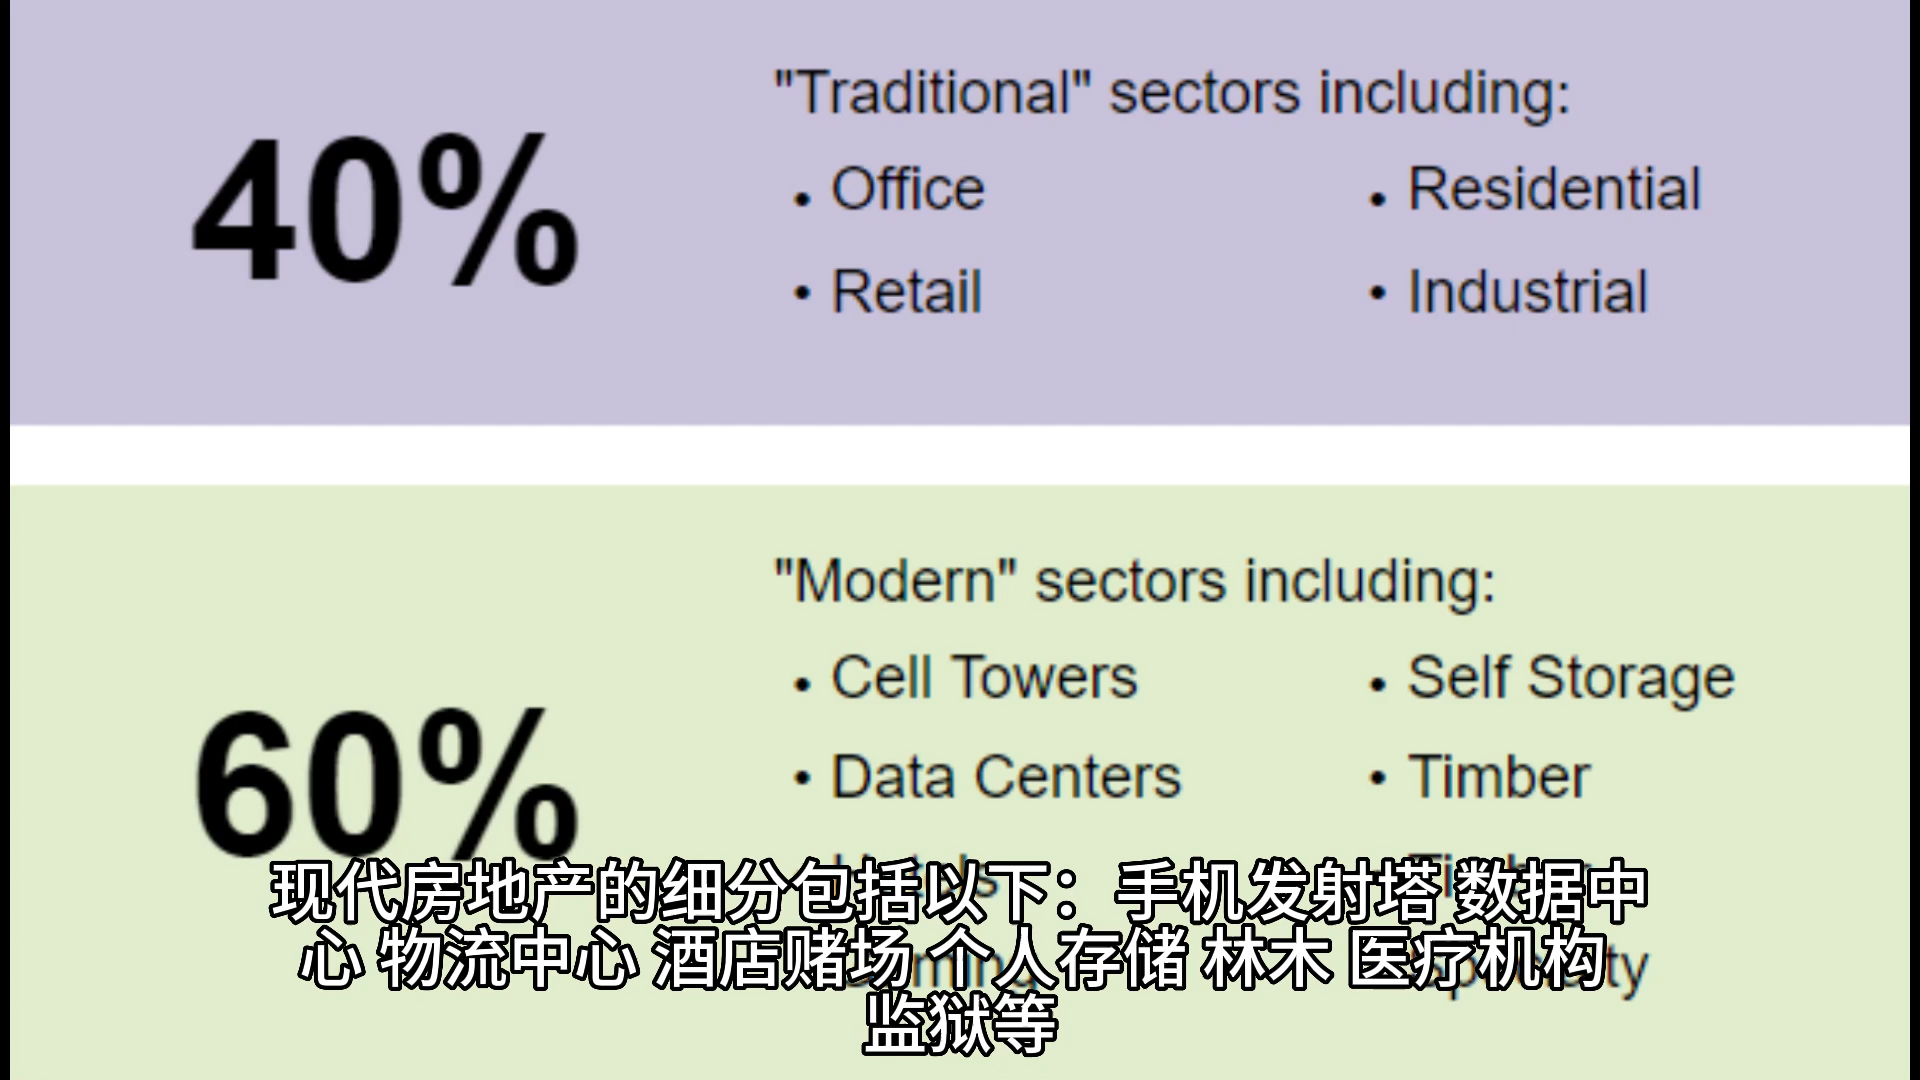 "Traditional" sectors including:
40%
• Office
• Residential
• Retail
• Industrial
"Modern" sectors including:
• Cell Towers
• Self Storage
60%
• Data Centers
• Timber
现代房地产的细分包括以下：手机发射塔 数据中
心 物流中心 酒店赌场 个人存储 林木 医疗机构
监狱等